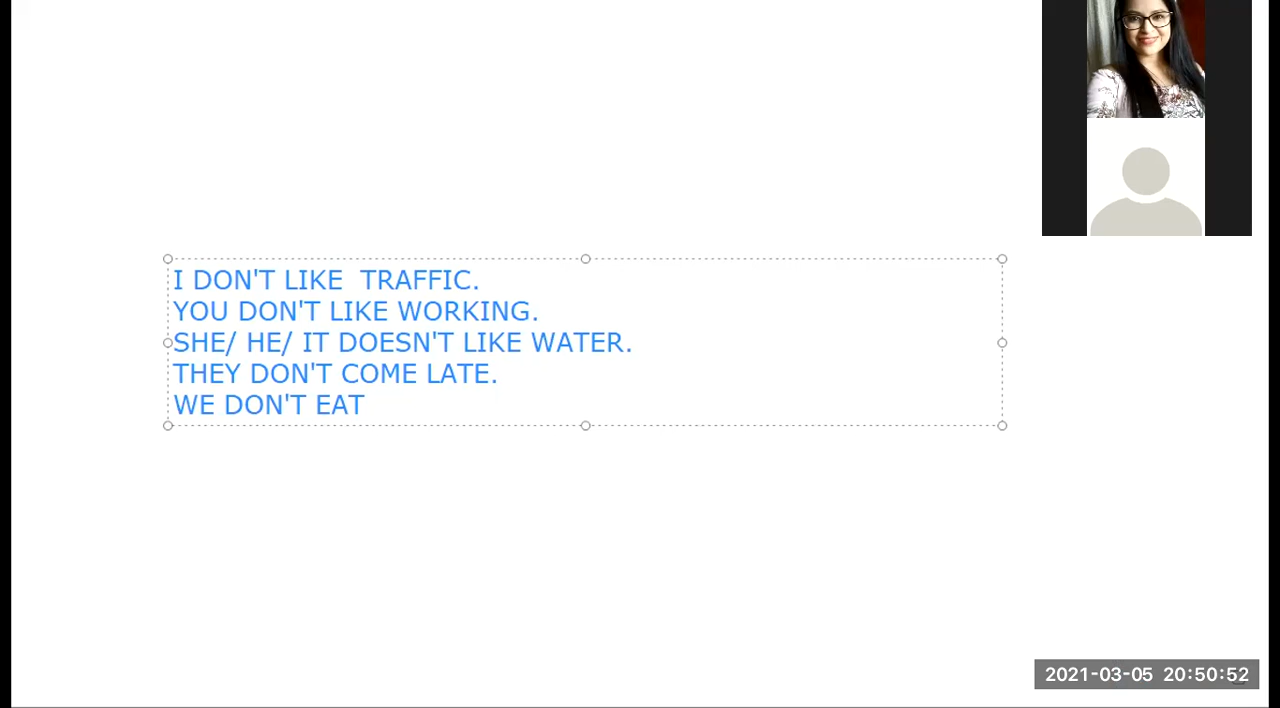 I DON'T LIKE  TRAFFIC.
YOU DON'T LIKE WORKING.
SHE/ HE/ IT DOESN'T LIKE WATER.
THEY DON'T COME LATE.
WE DON'T EAT
2021-03-05 20:50:52